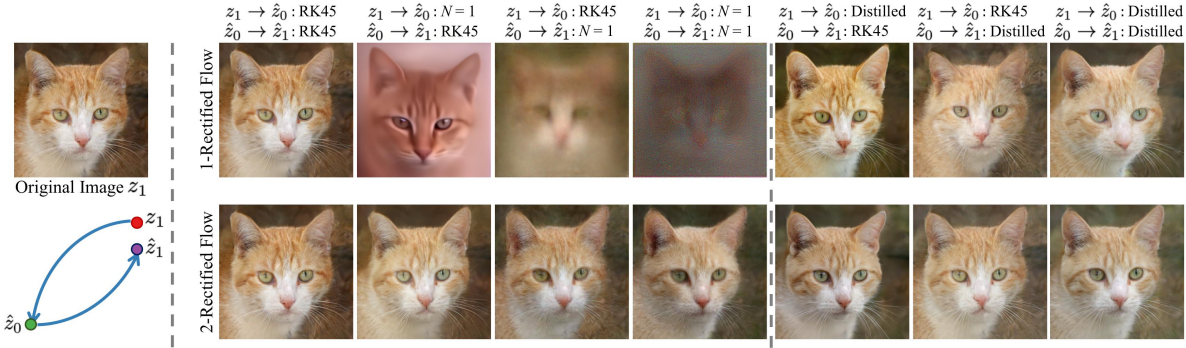 z₁ → ẑ₀ : RK45
ẑ₀ → ẑ₁ : RK45
z₁ → ẑ₀ : N = 1
ẑ₀ → ẑ₁ : RK45
z₁ → ẑ₀ : RK45
ẑ₀ → ẑ₁ : N = 1
z₁ → ẑ₀ : N = 1
ẑ₀ → ẑ₁ : N = 1
z₁ → ẑ₀ : Distilled
ẑ₀ → ẑ₁ : RK45
z₁ → ẑ₀ : RK45
ẑ₀ → ẑ₁ : Distilled
z₁ → ẑ₀ : Distilled
ẑ₀ → ẑ₁ : Distilled
1-Rectified Flow
Original Image z₁
z₁
ẑ₁
ẑ₀
2-Rectified Flow